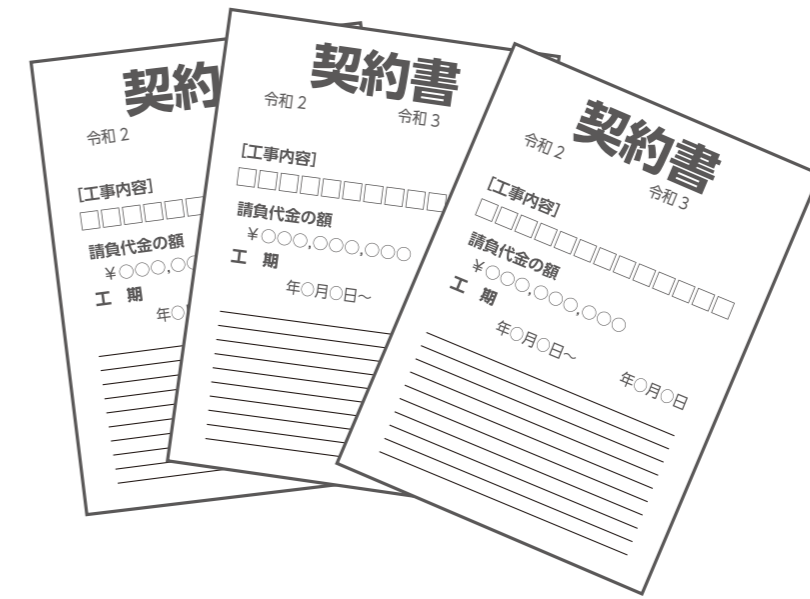 契約
令和 2
［工事内容］
□□□□□□
請負代金の額
￥○○○,○○
工 期
年○
契約書
令和 2 令和 3
［工事内容］
□□□□□□□□□□
請負代金の額
￥○○○,○○○,○○○
工 期
年○月○日～
契約書
令和 2 令和 3
［工事内容］
□□□□□□□□□□□□□
請負代金の額
￥○○○,○○○,○○○
工 期
年○月○日～ 年○月○日